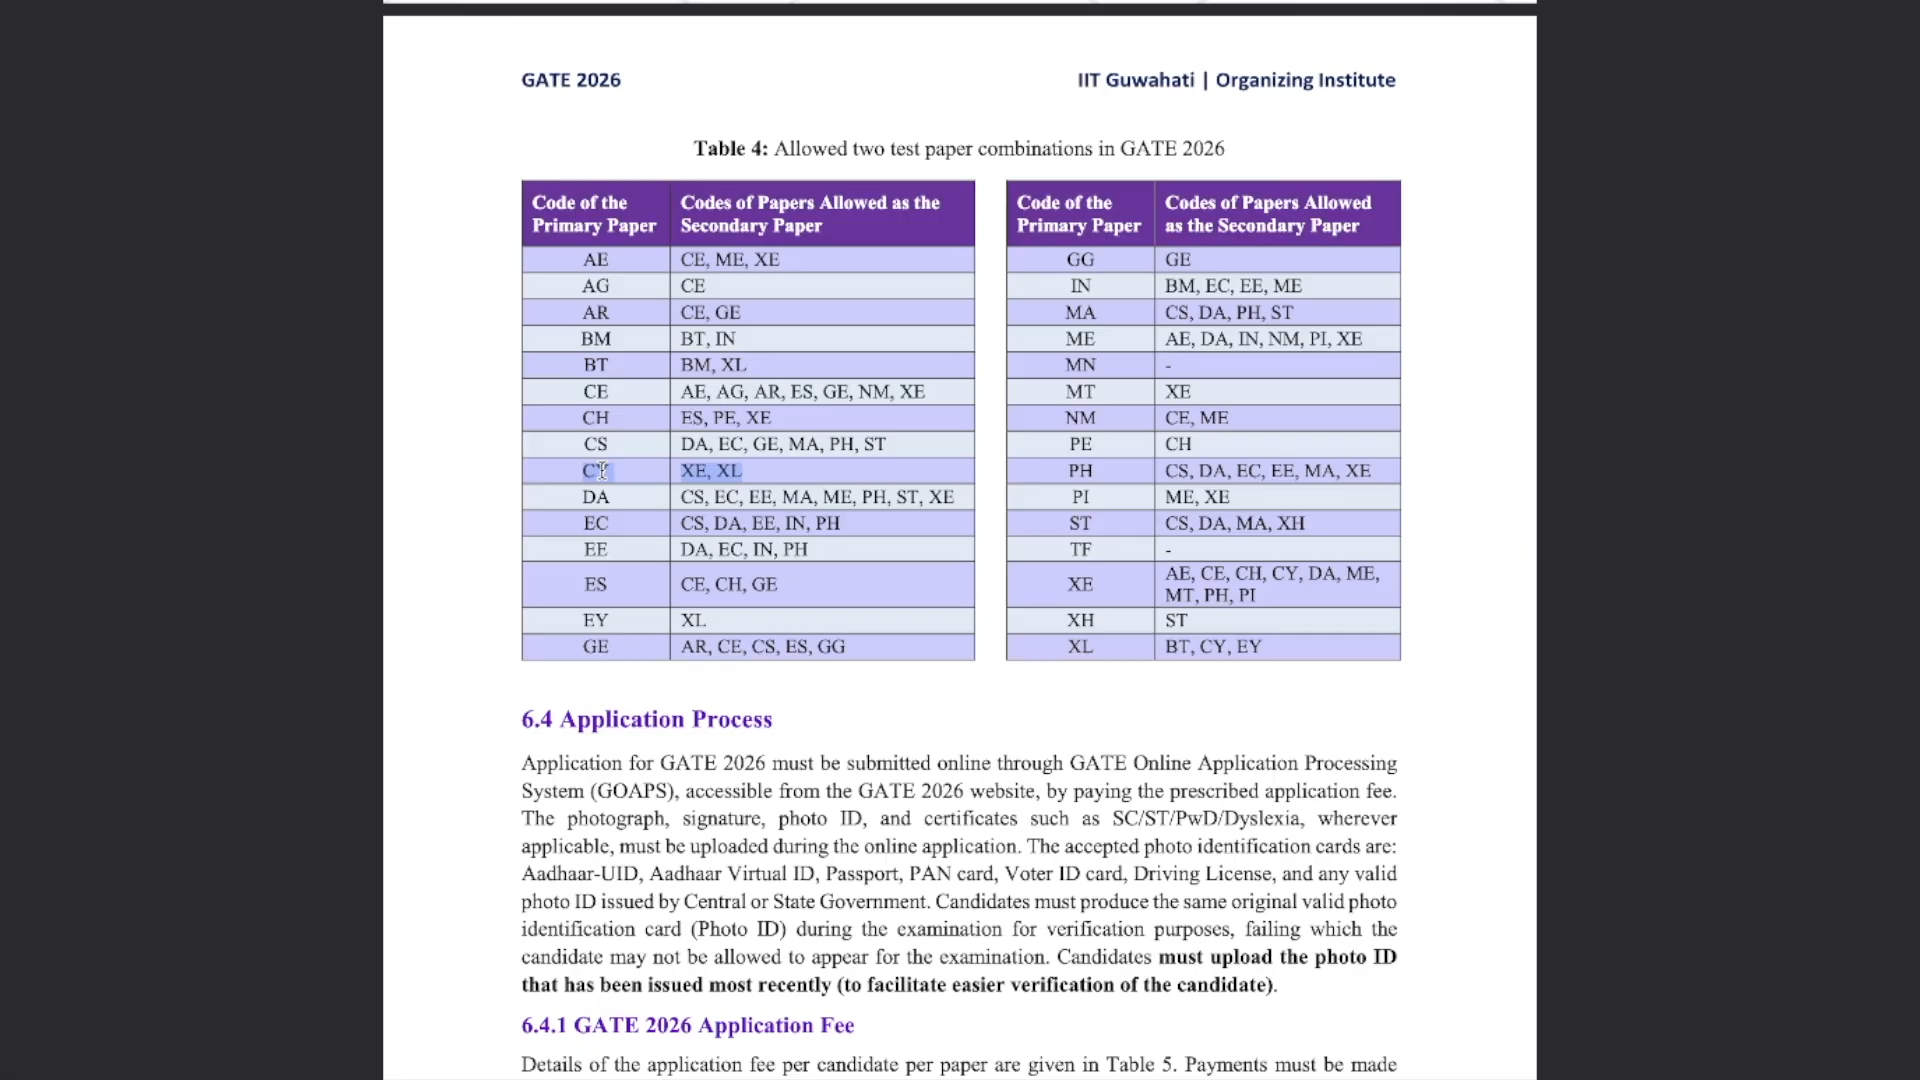 GATE 2026
IIT Guwahati | Organizing Institute
Table 4: Allowed two test paper combinations in GATE 2026
Code of the Primary Paper
Codes of Papers Allowed as the Secondary Paper
AE CE, ME, XE
AG CE
AR CE, GE
BM BT, IN
BT BM, XL
CE AE, AG, AR, ES, GE, NM, XE
CH ES, PE, XE
CS DA, EC, GE, MA, PH, ST
CY XE, XL
DA CS, EC, EE, MA, ME, PH, ST, XE
EC CS, DA, EE, IN, PH
EE DA, EC, IN, PH
ES CE, CH, GE
EY XL
GE AR, CE, CS, ES, GG
Code of the Primary Paper
Codes of Papers Allowed as the Secondary Paper
GG GE
IN BM, EC, EE, ME
MA CS, DA, PH, ST
ME AE, DA, IN, NM, PI, XE
MN -
MT XE
NM CE, ME
PE CH
PH CS, DA, EC, EE, MA, XE
PI ME, XE
ST CS, DA, MA, XH
TF -
XE AE, CE, CH, CY, DA, ME,
MT, PH, PI
XH ST
XL BT, CY, EY
6.4 Application Process
Application for GATE 2026 must be submitted online through GATE Online Application Processing
System (GOAPS), accessible from the GATE 2026 website, by paying the prescribed application fee.
The photograph, signature, photo ID, and certificates such as SC/ST/PwD/Dyslexia, wherever
applicable, must be uploaded during the online application. The accepted photo identification cards are:
Aadhaar-UID, Aadhaar Virtual ID, Passport, PAN card, Voter ID card, Driving License, and any valid
photo ID issued by Central or State Government. Candidates must produce the same original valid photo
identification card (Photo ID) during the examination for verification purposes, failing which the
candidate may not be allowed to appear for the examination. Candidates must upload the photo ID
that has been issued most recently (to facilitate easier verification of the candidate).
6.4.1 GATE 2026 Application Fee
Details of the application fee per candidate per paper are given in Table 5. Payments must be made